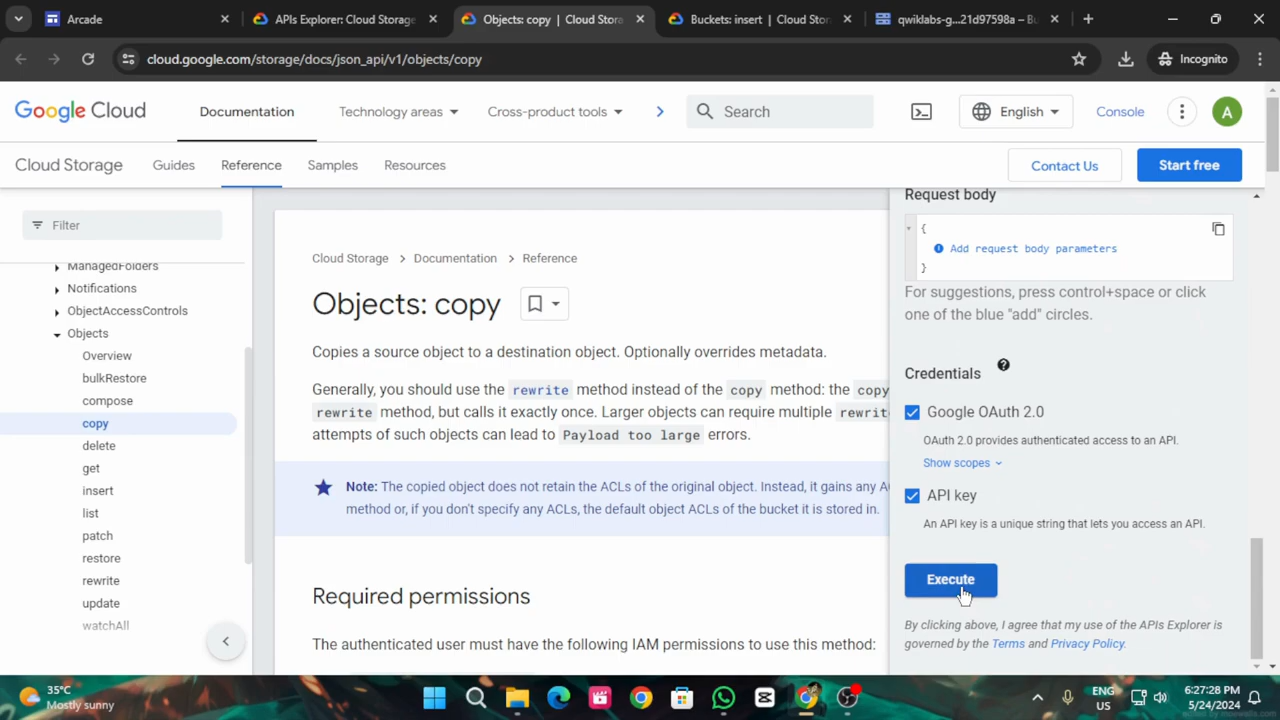 Arcade
APIs Explorer: Cloud Storage
Objects: copy | Cloud Stora
Buckets: insert | Cloud Stor
qwiklabs-g...21d97598a – Bu
cloud.google.com/storage/docs/json_api/v1/objects/copy
Incognito
Google Cloud
Documentation
Technology areas
Cross-product tools
Search
English
Console
A
Cloud Storage
Guides
Reference
Samples
Resources
Contact Us
Start free
Filter
ManagedFolders
Notifications
ObjectAccessControls
Objects
Overview
bulkRestore
compose
copy
delete
get
insert
list
patch
restore
rewrite
update
watchAll
Cloud Storage > Documentation > Reference
Objects: copy
Copies a source object to a destination object. Optionally overrides metadata.
Generally, you should use the rewrite method instead of the copy method: the copy
rewrite method, but calls it exactly once. Larger objects can require multiple rewrit
attempts of such objects can lead to Payload too large errors.
Note: The copied object does not retain the ACLs of the original object. Instead, it gains any A
method or, if you don't specify any ACLs, the default object ACLs of the bucket it is stored in.
Required permissions
The authenticated user must have the following IAM permissions to use this method:
Request body
{
Add request body parameters
}
For suggestions, press control+space or click
one of the blue "add" circles.
Credentials
Google OAuth 2.0
OAuth 2.0 provides authenticated access to an API.
Show scopes
API key
An API key is a unique string that lets you access an API.
Execute
By clicking above, I agree that my use of the APIs Explorer is
governed by the Terms and Privacy Policy.
35°C
Mostly sunny
ENG
US
6:27:28 PM
5/24/2024